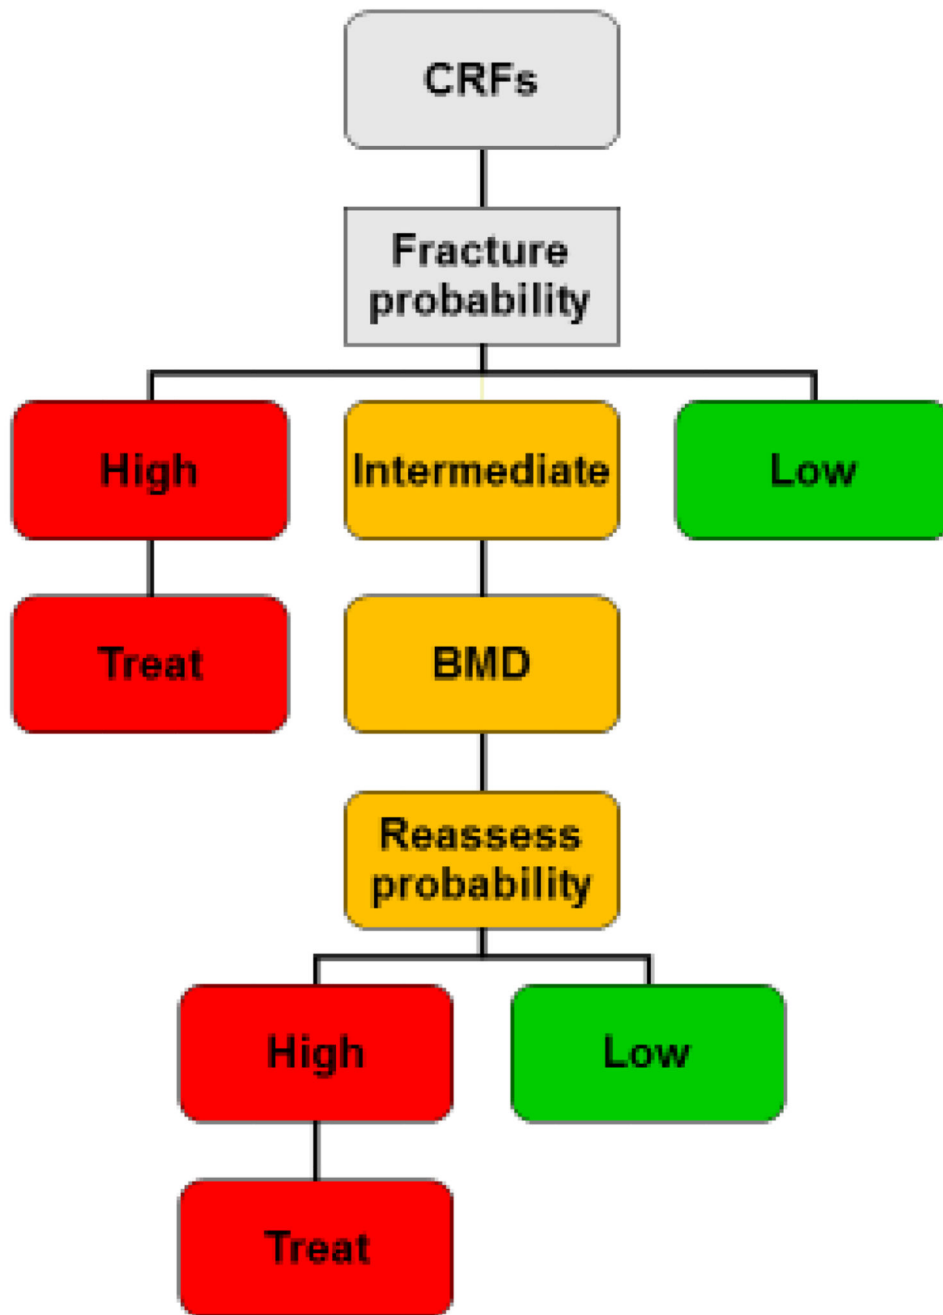 CRFs
Fracture
probability
High
Intermediate
Low
Treat
BMD
Reassess
probability
High
Low
Treat